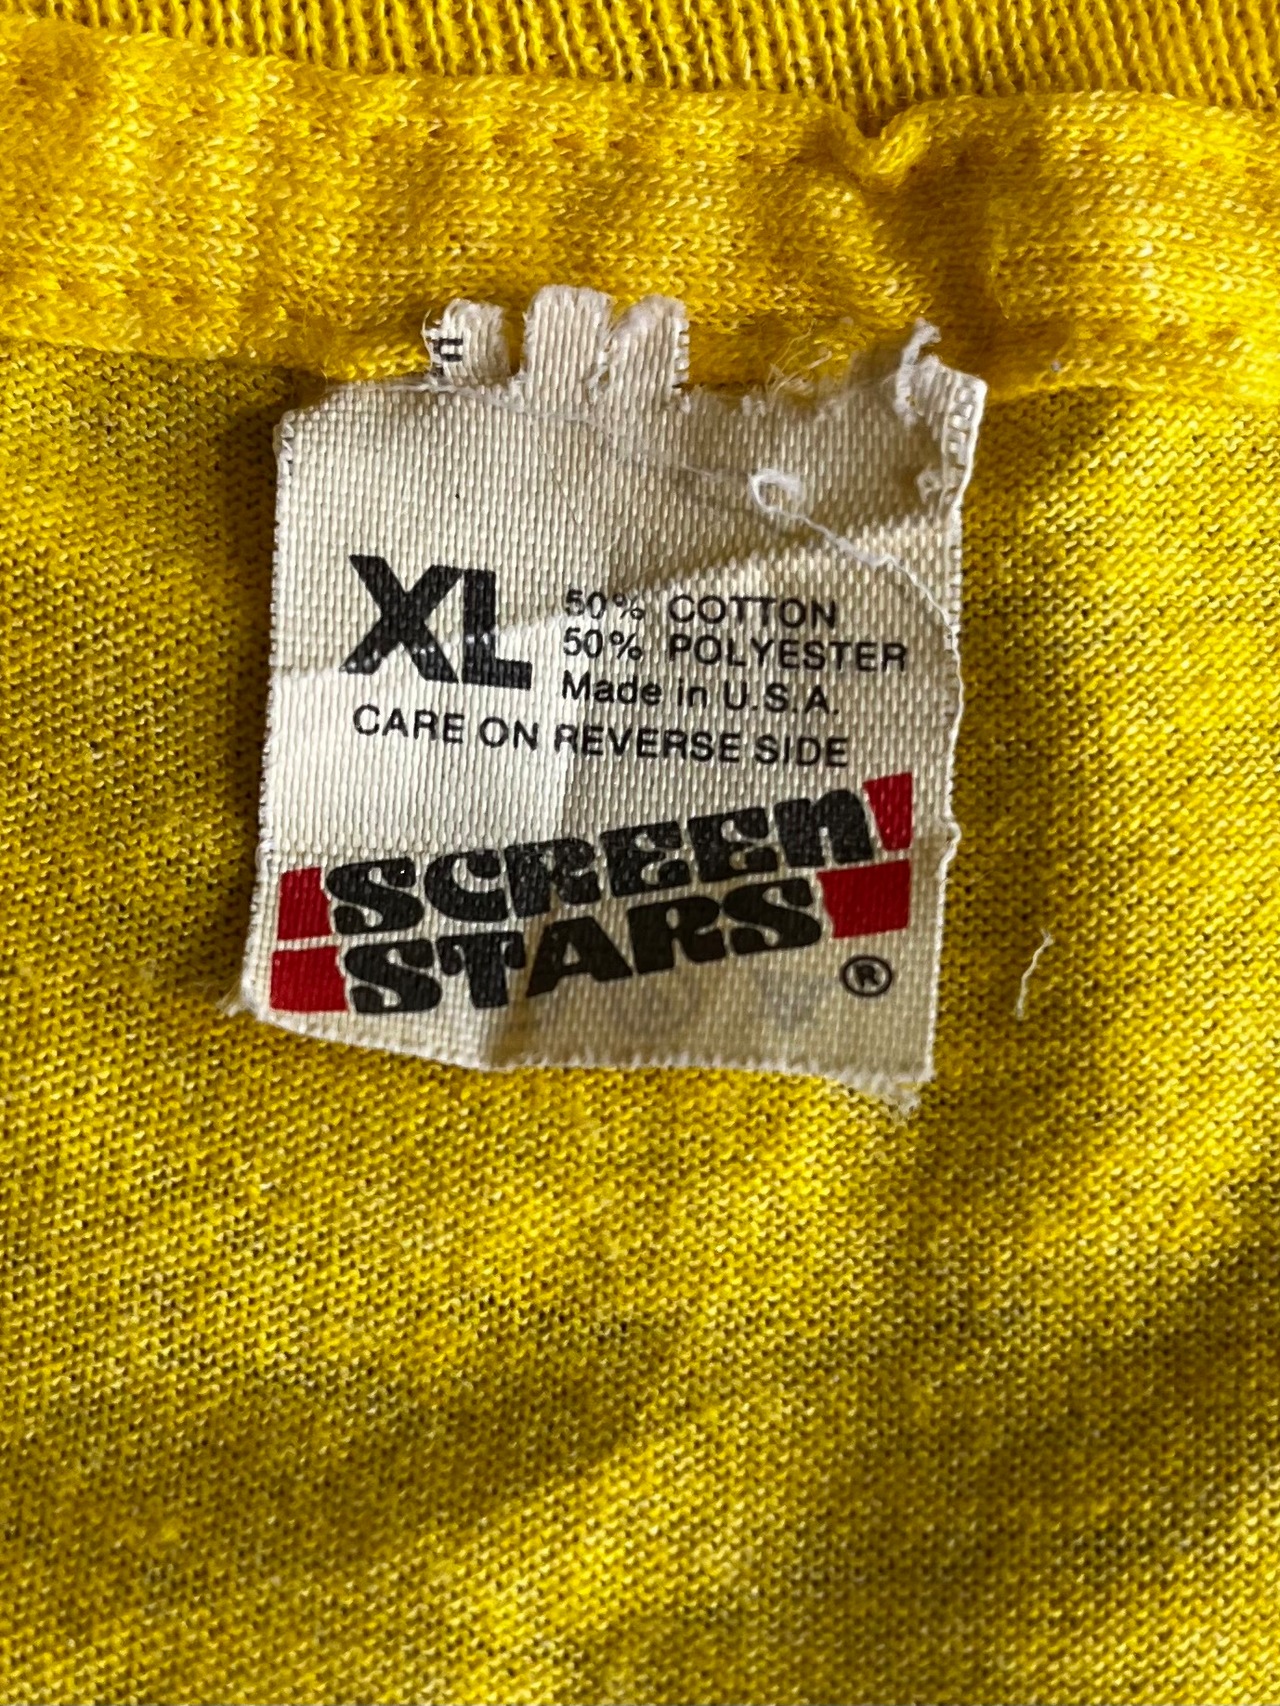 XL
50% COTTON
50% POLYESTER
Made in U.S.A.
CARE ON REVERSE SIDE
SCREEN
STARS
®